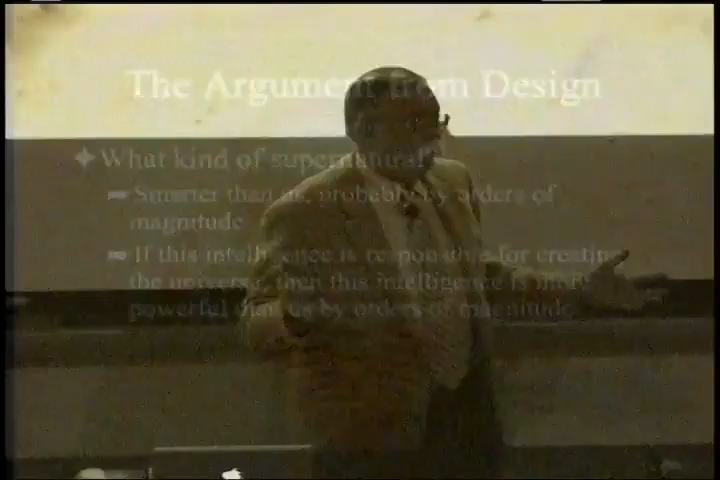 The Argument from Design
What kind of supernatural?
Smarter than us, probably by orders of
magnitude
If this intelligence is responsible for creating
the universe, then this intelligence is more
powerful than us by orders of magnitude